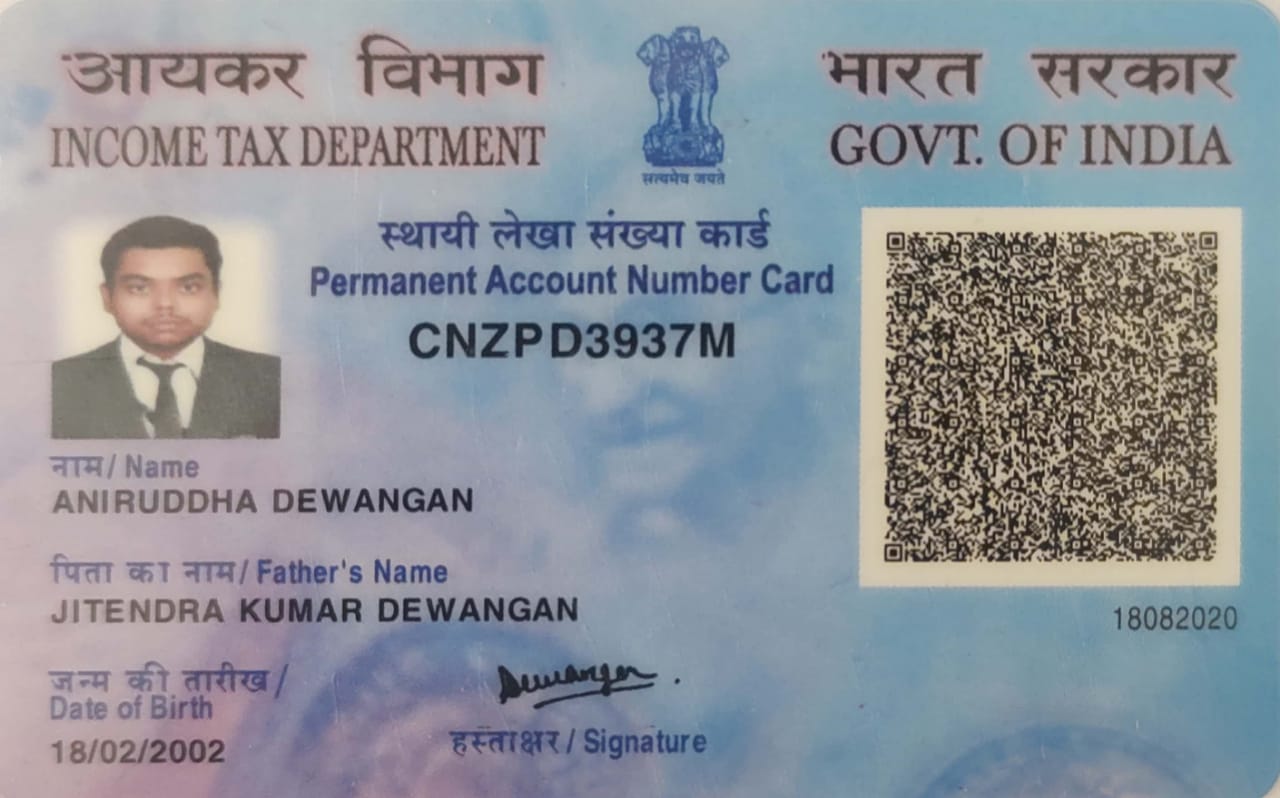 आयकर विभाग
INCOME TAX DEPARTMENT
सत्यमेव जयते
भारत सरकार
GOVT. OF INDIA
स्थायी लेखा संख्या कार्ड
Permanent Account Number Card
CNZPD3937M
नाम / Name
ANIRUDDHA DEWANGAN
पिता का नाम / Father's Name
JITENDRA KUMAR DEWANGAN
18082020
जन्म की तारीख /
Date of Birth
18/02/2002
Dewangan.
हस्ताक्षर / Signature